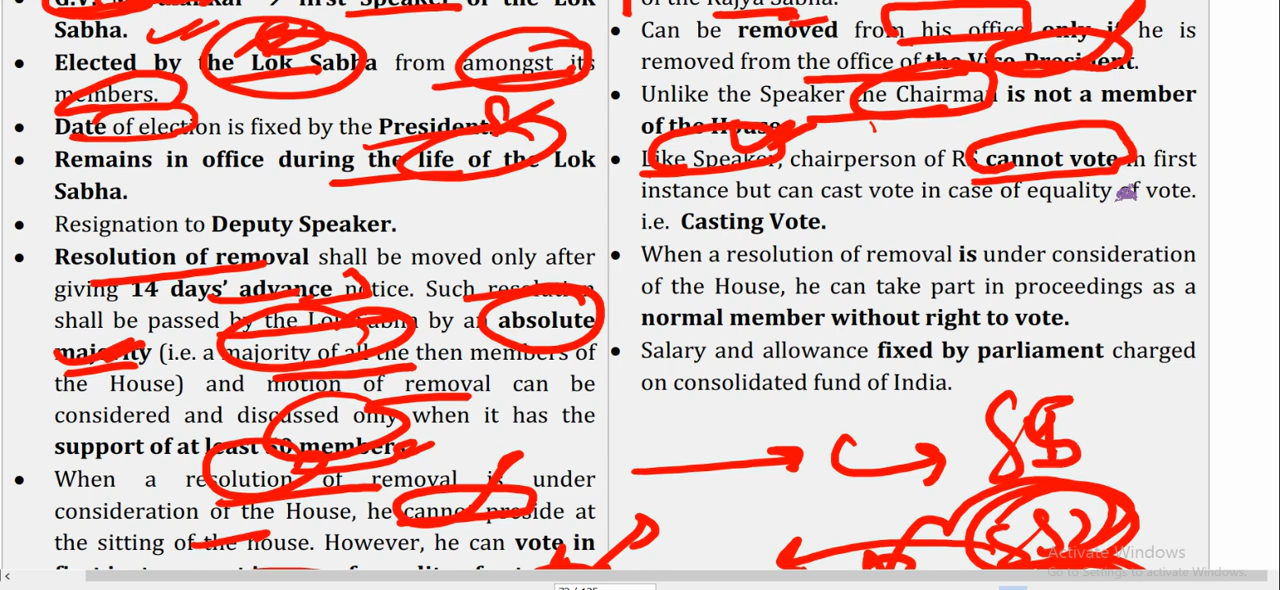 G.V. first Speaker of the Lok
Sabha.
Elected by the Lok Sabha from amongst its
members.
Date of election is fixed by the President.
Remains in office during the life of the Lok
Sabha.
Resignation to Deputy Speaker.
Resolution of removal shall be moved only after
giving 14 days' advance notice. Such resolution
shall be passed by the Lok Sabha by an absolute
majority (i.e. a majority of all the then members of
the House) and motion of removal can be
considered and discussed only when it has the
support of at least 50 members.
When a resolution of removal is under
consideration of the House, he cannot preside at
the sitting of the house. However, he can vote in
of the Rajya Sabha.
Can be removed from his office only if he is
removed from the office of the Vice-President.
Unlike the Speaker the Chairman is not a member
of the House.
Like Speaker, chairperson of RS cannot vote in first
instance but can cast vote in case of equality of vote.
i.e. Casting Vote.
When a resolution of removal is under consideration
of the House, he can take part in proceedings as a
normal member without right to vote.
Salary and allowance fixed by parliament charged
on consolidated fund of India.
Activate Windows
Go to Settings to activate Windows.